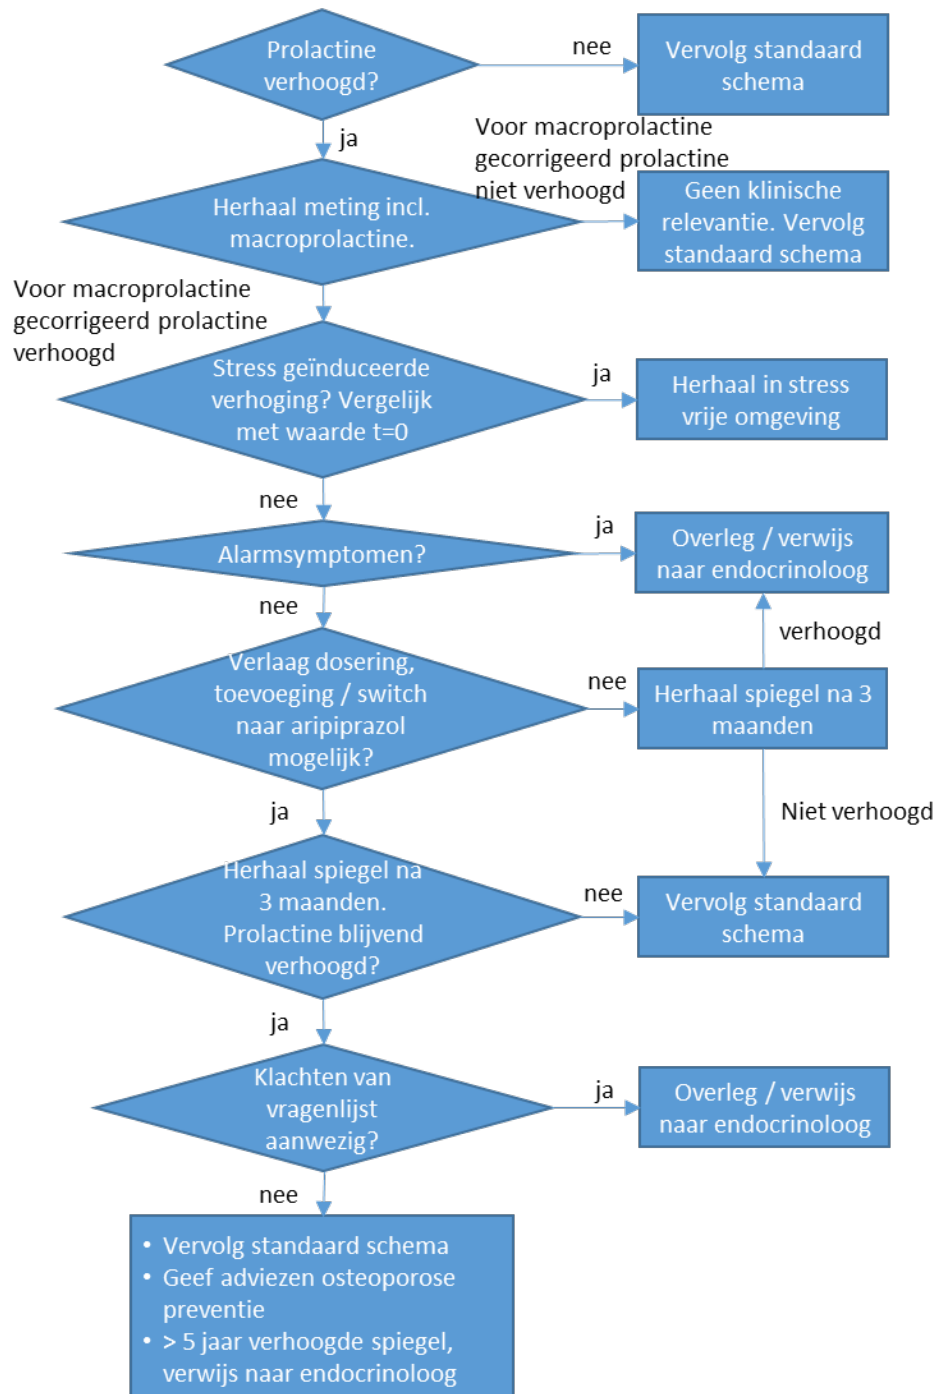 Prolactine
verhoogd?
nee
Vervolg standaard
schema
ja
Voor macroprolactine
gecorrigeerd prolactine
niet verhoogd
Herhaal meting incl.
macroprolactine.
Geen klinische
relevantie. Vervolg
standaard schema
Voor macroprolactine
gecorrigeerd prolactine
verhoogd
Stress geïnduceerde
verhoging? Vergelijk
met waarde t=0
ja
Herhaal in stress
vrije omgeving
nee
Alarmsymptomen?
ja
Overleg / verwijs
naar endocrinoloog
nee
verhoogd
Verlaag dosering,
toevoeging / switch
naar aripiprazol
mogelijk?
nee
Herhaal spiegel na 3
maanden
ja
Niet verhoogd
Herhaal spiegel na
3 maanden.
Prolactine blijvend
verhoogd?
nee
Vervolg standaard
schema
ja
Klachten van
vragenlijst
aanwezig?
ja
Overleg / verwijs
naar endocrinoloog
nee
• Vervolg standaard schema
• Geef adviezen osteoporose
preventie
• > 5 jaar verhoogde spiegel,
verwijs naar endocrinoloog